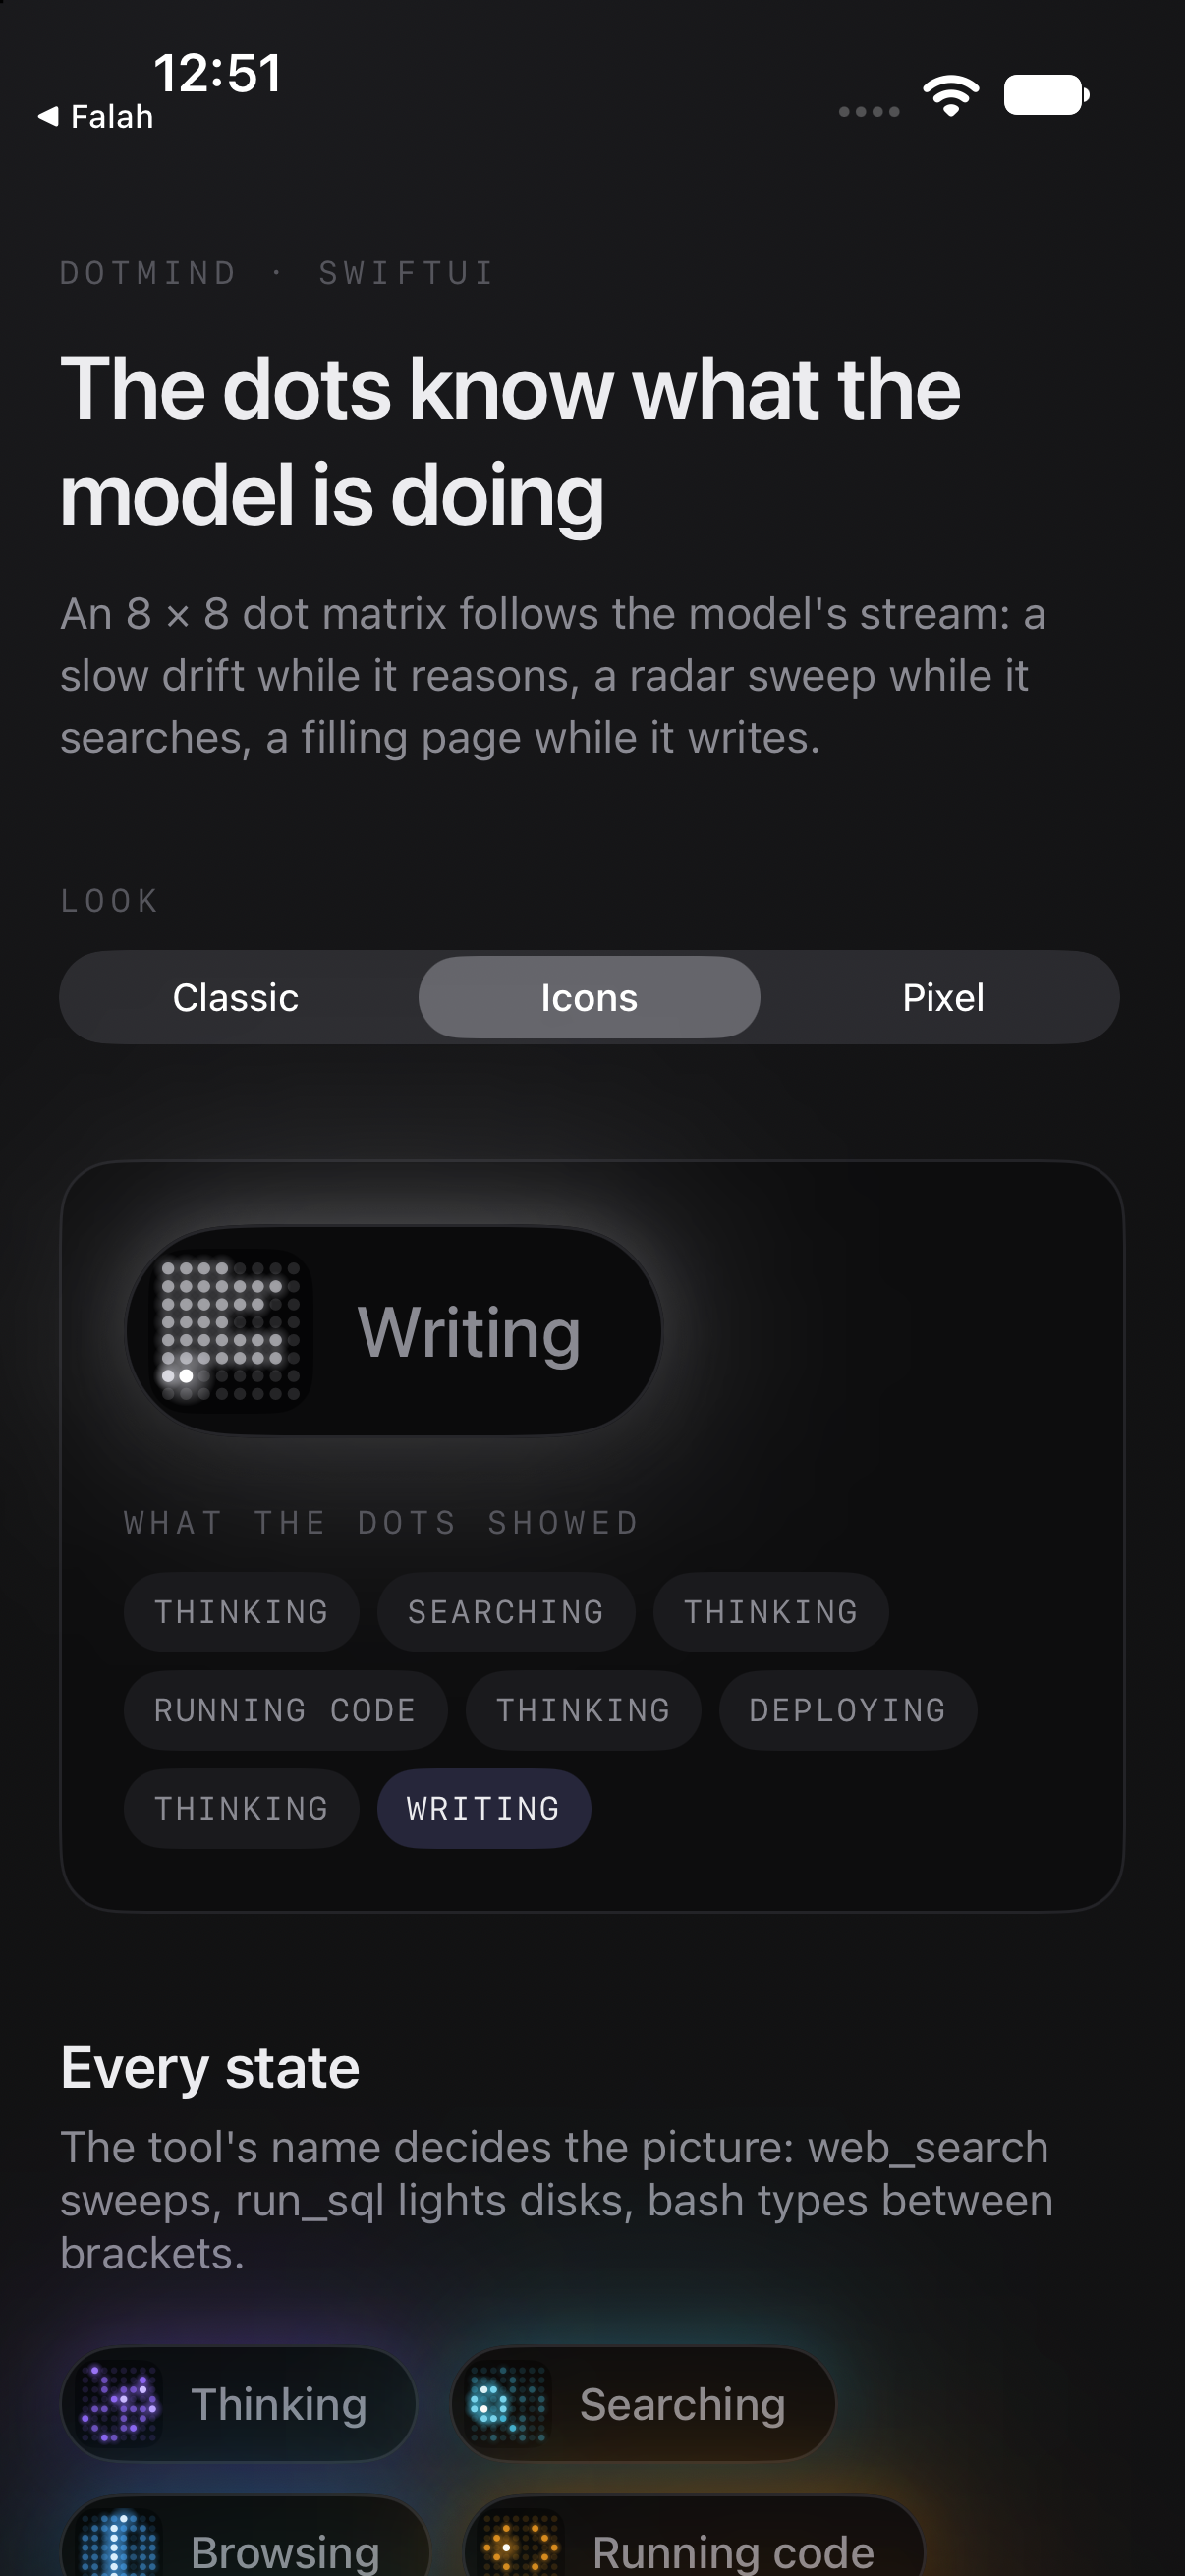 12:51
◀ Falah
DOTMIND · SWIFTUI
The dots know what the
model is doing
An 8 × 8 dot matrix follows the model's stream: a
slow drift while it reasons, a radar sweep while it
searches, a filling page while it writes.
LOOK
Classic Icons Pixel
Writing
WHAT THE DOTS SHOWED
THINKING SEARCHING THINKING
RUNNING CODE THINKING DEPLOYING
THINKING WRITING
Every state
The tool's name decides the picture: web_search
sweeps, run_sql lights disks, bash types between
brackets.
Thinking Searching
Browsing Running code